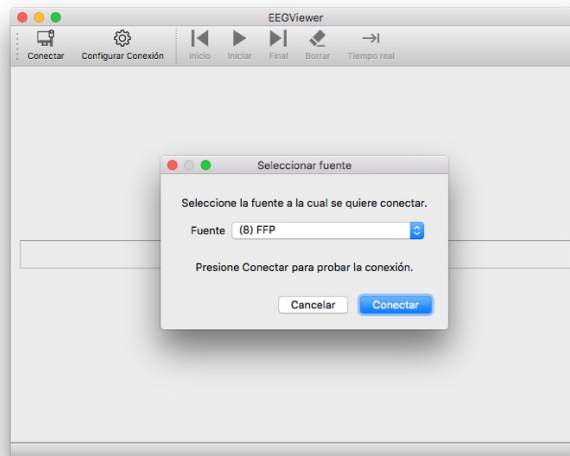 EEGViewer
Conectar Configurar Conexión Inicio Iniciar Final Borrar Tiempo real
Seleccionar fuente
Seleccione la fuente a la cual se quiere conectar.
Fuente (8) FFP
Presione Conectar para probar la conexión.
Cancelar Conectar